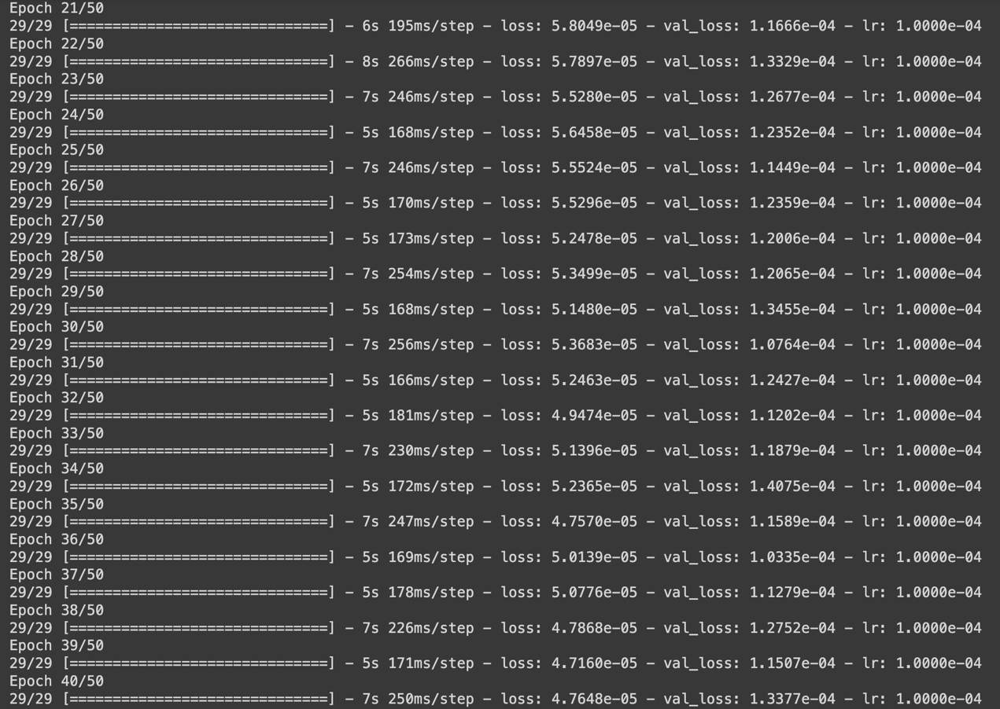 Epoch 21/50
29/29 [==============================] - 6s 195ms/step - loss: 5.8049e-05 - val_loss: 1.1666e-04 - lr: 1.0000e-04
Epoch 22/50
29/29 [==============================] - 8s 266ms/step - loss: 5.7897e-05 - val_loss: 1.3329e-04 - lr: 1.0000e-04
Epoch 23/50
29/29 [==============================] - 7s 246ms/step - loss: 5.5280e-05 - val_loss: 1.2677e-04 - lr: 1.0000e-04
Epoch 24/50
29/29 [==============================] - 5s 168ms/step - loss: 5.6458e-05 - val_loss: 1.2352e-04 - lr: 1.0000e-04
Epoch 25/50
29/29 [==============================] - 7s 246ms/step - loss: 5.5524e-05 - val_loss: 1.1449e-04 - lr: 1.0000e-04
Epoch 26/50
29/29 [==============================] - 5s 170ms/step - loss: 5.5296e-05 - val_loss: 1.2359e-04 - lr: 1.0000e-04
Epoch 27/50
29/29 [==============================] - 5s 173ms/step - loss: 5.2478e-05 - val_loss: 1.2006e-04 - lr: 1.0000e-04
Epoch 28/50
29/29 [==============================] - 7s 254ms/step - loss: 5.3499e-05 - val_loss: 1.2065e-04 - lr: 1.0000e-04
Epoch 29/50
29/29 [==============================] - 5s 168ms/step - loss: 5.1480e-05 - val_loss: 1.3455e-04 - lr: 1.0000e-04
Epoch 30/50
29/29 [==============================] - 7s 256ms/step - loss: 5.3683e-05 - val_loss: 1.0764e-04 - lr: 1.0000e-04
Epoch 31/50
29/29 [==============================] - 5s 166ms/step - loss: 5.2463e-05 - val_loss: 1.2427e-04 - lr: 1.0000e-04
Epoch 32/50
29/29 [==============================] - 5s 181ms/step - loss: 4.9474e-05 - val_loss: 1.1202e-04 - lr: 1.0000e-04
Epoch 33/50
29/29 [==============================] - 7s 230ms/step - loss: 5.1396e-05 - val_loss: 1.1879e-04 - lr: 1.0000e-04
Epoch 34/50
29/29 [==============================] - 5s 172ms/step - loss: 5.2365e-05 - val_loss: 1.4075e-04 - lr: 1.0000e-04
Epoch 35/50
29/29 [==============================] - 7s 247ms/step - loss: 4.7570e-05 - val_loss: 1.1589e-04 - lr: 1.0000e-04
Epoch 36/50
29/29 [==============================] - 5s 169ms/step - loss: 5.0139e-05 - val_loss: 1.0335e-04 - lr: 1.0000e-04
Epoch 37/50
29/29 [==============================] - 5s 178ms/step - loss: 5.0776e-05 - val_loss: 1.1279e-04 - lr: 1.0000e-04
Epoch 38/50
29/29 [==============================] - 7s 226ms/step - loss: 4.7868e-05 - val_loss: 1.2752e-04 - lr: 1.0000e-04
Epoch 39/50
29/29 [==============================] - 5s 171ms/step - loss: 4.7160e-05 - val_loss: 1.1507e-04 - lr: 1.0000e-04
Epoch 40/50
29/29 [==============================] - 7s 250ms/step - loss: 4.7648e-05 - val_loss: 1.3377e-04 - lr: 1.0000e-04